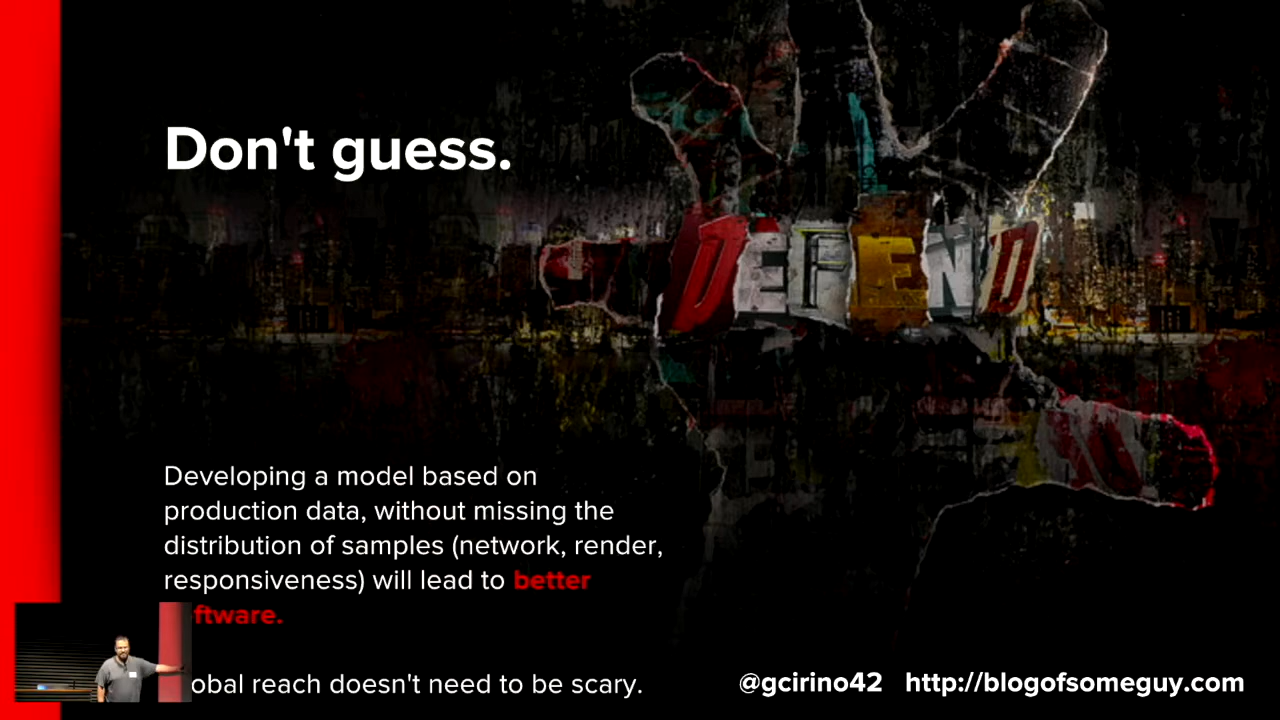 Don't guess.
DEFEND
Developing a model based on
production data, without missing the
distribution of samples (network, render,
responsiveness) will lead to better
ftware.
obal reach doesn't need to be scary.
@gcirino42 http://blogofsomeguy.com